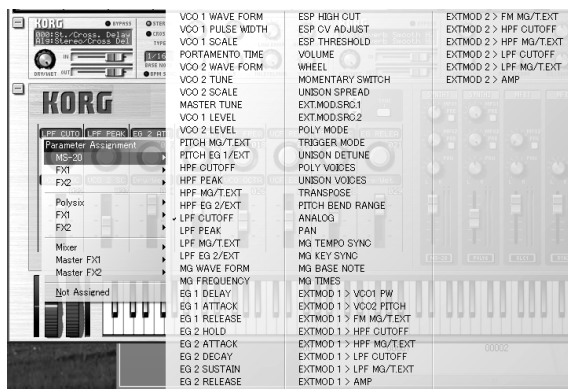 KORG
BYPASS
000:St./Cross. Delay
A19:Stereo/Cross Del
TYPE
IN
1/16
DRY/WET OUT
KORG
LPF CUTO LPF PEAK EG 2 AT
Parameter Assignment
MS-20
FX1
FX2
Polysix
FX1
FX2
Mixer
Master FX1
Master FX2
Not Assigned
VCO 1 WAVE FORM
VCO 1 PULSE WIDTH
VCO 1 SCALE
PORTAMENTO TIME
VCO 2 WAVE FORM
VCO 2 TUNE
VCO 2 SCALE
MASTER TUNE
VCO 1 LEVEL
VCO 2 LEVEL
PITCH MG/T.EXT
PITCH EG 1/EXT
HPF CUTOFF
HPF PEAK
HPF MG/T.EXT
HPF EG 2/EXT
✓ LPF CUTOFF
LPF PEAK
LPF MG/T.EXT
LPF EG 2/EXT
MG WAVE FORM
MG FREQUENCY
EG 1 DELAY
EG 1 ATTACK
EG 1 RELEASE
EG 2 HOLD
EG 2 ATTACK
EG 2 DECAY
EG 2 SUSTAIN
EG 2 RELEASE
ESP HIGH CUT
ESP CV ADJUST
ESP THRESHOLD
VOLUME
WHEEL
MOMENTARY SWITCH
UNISON SPREAD
EXT.MOD.SRC.1
EXT.MOD.SRC.2
POLY MODE
TRIGGER MODE
UNISON DETUNE
POLY VOICES
UNISON VOICES
TRANSPOSE
PITCH BEND RANGE
ANALOG
PAN
MG TEMPO SYNC
MG KEY SYNC
MG BASE NOTE
MG TIMES
EXTMOD 1 > VCO1 PW
EXTMOD 1 > VCO2 PITCH
EXTMOD 1 > FM MG/T.EXT
EXTMOD 1 > HPF CUTOFF
EXTMOD 1 > HPF MG/T.EXT
EXTMOD 1 > LPF CUTOFF
EXTMOD 1 > LPF MG/T.EXT
EXTMOD 1 > AMP
EXTMOD 2 > FM MG/T.EXT
EXTMOD 2 > HPF CUTOFF
EXTMOD 2 > HPF MG/T.EXT
EXTMOD 2 > LPF CUTOFF
EXTMOD 2 > LPF MG/T.EXT
EXTMOD 2 > AMP
00002